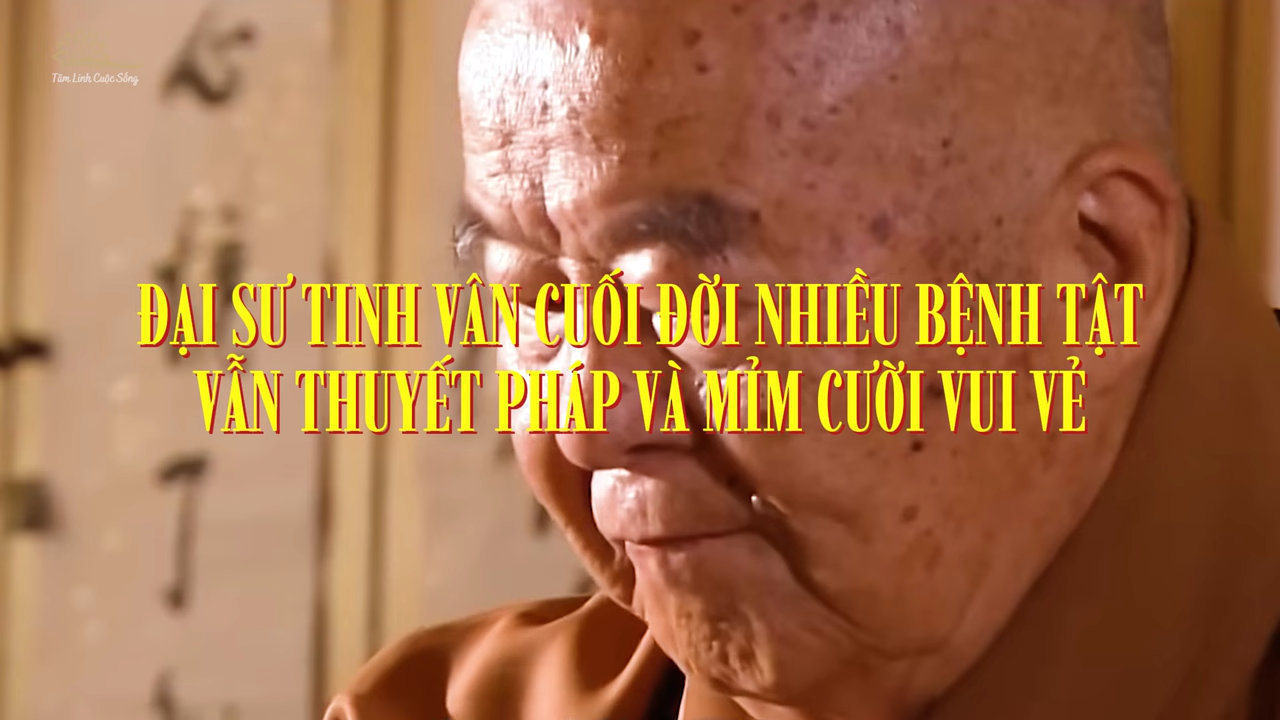 Tâm Linh Cuộc Sống
ĐẠI SƯ TINH VÂN CUỐI ĐỜI NHIỀU BỆNH TẬT
VẪN THUYẾT PHÁP VÀ MỈM CƯỜI VUI VẺ